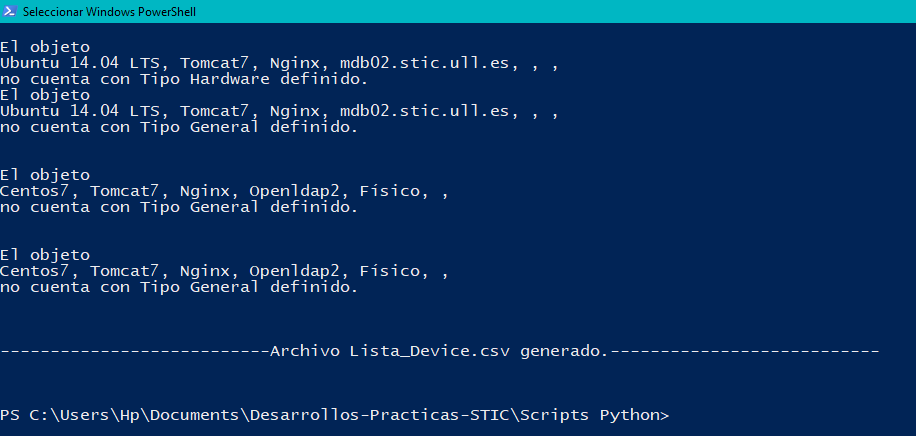 Seleccionar Windows PowerShell
El objeto
Ubuntu 14.04 LTS, Tomcat7, Nginx, mdb02.stic.ull.es, , ,
no cuenta con Tipo Hardware definido.
El objeto
Ubuntu 14.04 LTS, Tomcat7, Nginx, mdb02.stic.ull.es, , ,
no cuenta con Tipo General definido.
El objeto
Centos7, Tomcat7, Nginx, Openldap2, Físico, ,
no cuenta con Tipo General definido.
El objeto
Centos7, Tomcat7, Nginx, Openldap2, Físico, ,
no cuenta con Tipo General definido.
---------------------------Archivo Lista_Device.csv generado.---------------------------
PS C:\Users\Hp\Documents\Desarrollos-Practicas-STIC\Scripts Python>